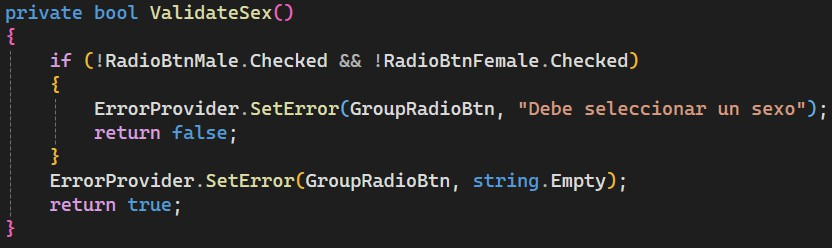 private bool ValidateSex()
{
if (!RadioBtnMale.Checked && !RadioBtnFemale.Checked)
{
ErrorProvider.SetError(GroupRadioBtn, "Debe seleccionar un sexo");
return false;
}
ErrorProvider.SetError(GroupRadioBtn, string.Empty);
return true;
}